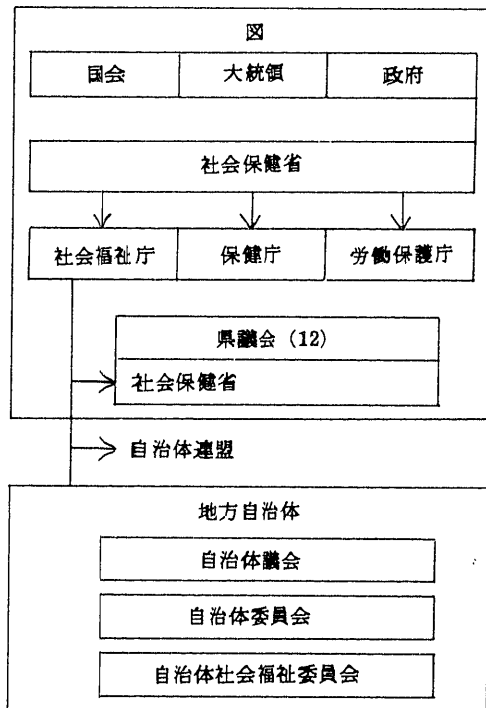 図
国会 大統領 政府
社会保健省
社会福祉庁 保健庁 労働保護庁
県議会 (12)
社会保健省
自治体連盟
地方自治体
自治体議会
自治体委員会
自治体社会福祉委員会